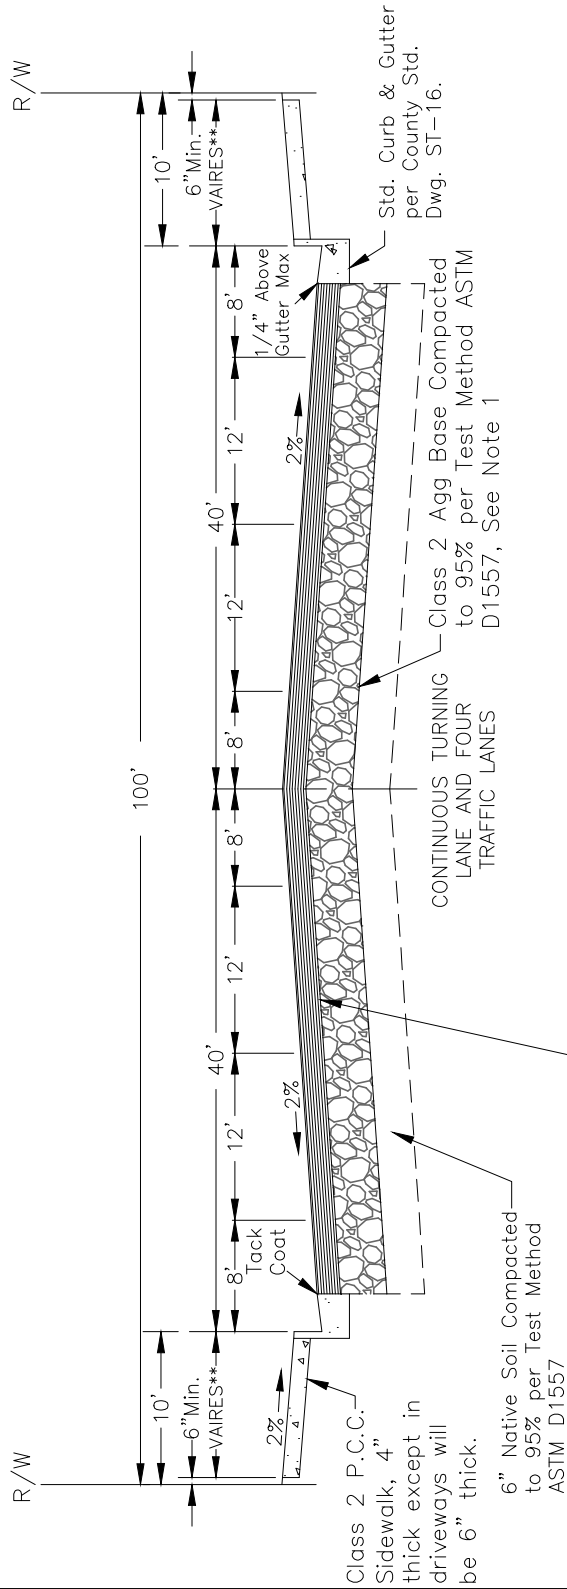 R/W
R/W
100'
10'
10'
6"Min.
6"Min.
VAIRES**
VAIRES**
40'
40'
8'
12'
12'
8'
8'
12'
12'
8'
Tack
Coat
1/4" Above
Gutter Max
2%
2%
2%
Std. Curb & Gutter
per County Std.
Dwg. ST-16.
Class 2 P.C.C.
Sidewalk, 4"
thick except in
driveways will
be 6" thick.
6" Native Soil Compacted
to 95% per Test Method
ASTM D1557
CONTINUOUS TURNING
LANE AND FOUR
TRAFFIC LANES
Class 2 Agg Base Compacted
to 95% per Test Method ASTM
D1557, See Note 1